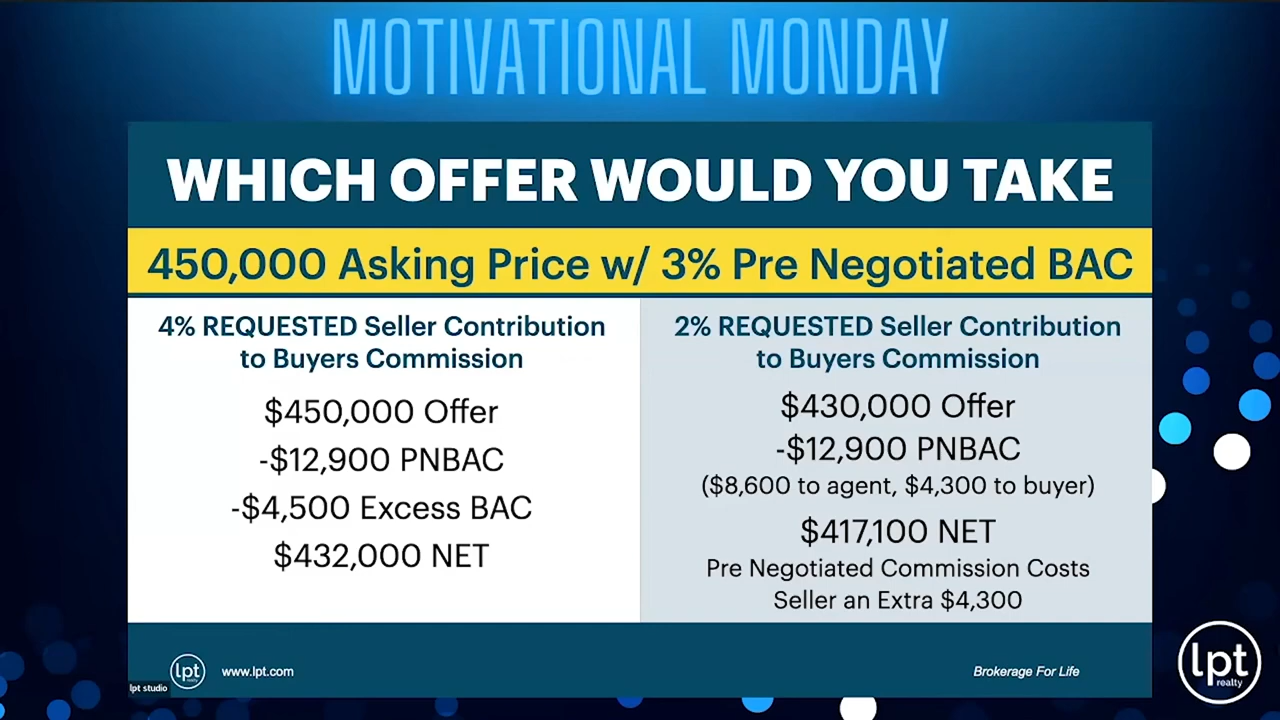 MOTIVATIONAL MONDAY
WHICH OFFER WOULD YOU TAKE
450,000 Asking Price w/ 3% Pre Negotiated BAC
4% REQUESTED Seller Contribution
to Buyers Commission
$450,000 Offer
-$12,900 PNBAC
-$4,500 Excess BAC
$432,000 NET
2% REQUESTED Seller Contribution
to Buyers Commission
$430,000 Offer
-$12,900 PNBAC
($8,600 to agent, $4,300 to buyer)
$417,100 NET
Pre Negotiated Commission Costs
Seller an Extra $4,300
lpt
realty
www.lpt.com
Brokerage For Life
lpt studio
lpt
realty